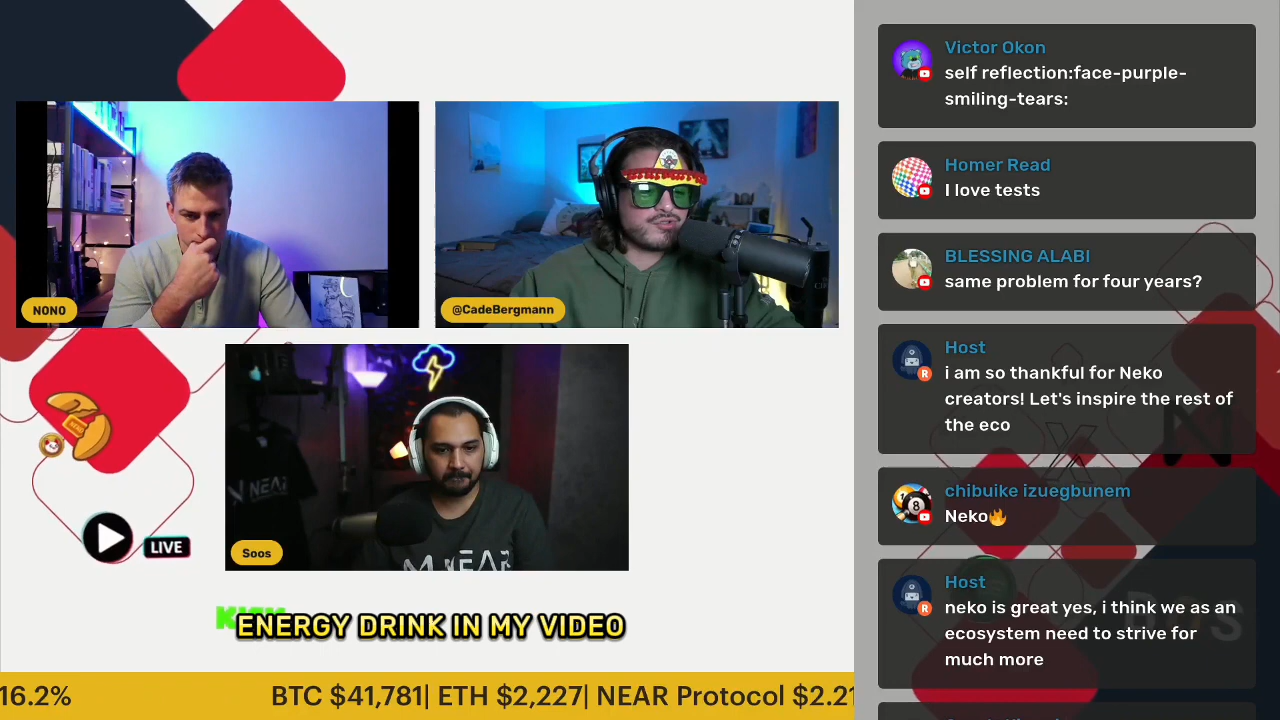 NONO
@CadeBergmann
NEAR
NEAR
Soos
LIVE
ENERGY DRINK IN MY VIDEO
16.2%
BTC $41,781| ETH $2,227| NEAR Protocol $2.21
Victor Okon
self reflection:face-purple-
smiling-tears:
Homer Read
I love tests
BLESSING ALABI
same problem for four years?
Host
i am so thankful for Neko
creators! Let's inspire the rest of
the eco
chibuike izuegbunem
Neko🔥
Host
neko is great yes, i think we as an
ecosystem need to strive for
much more